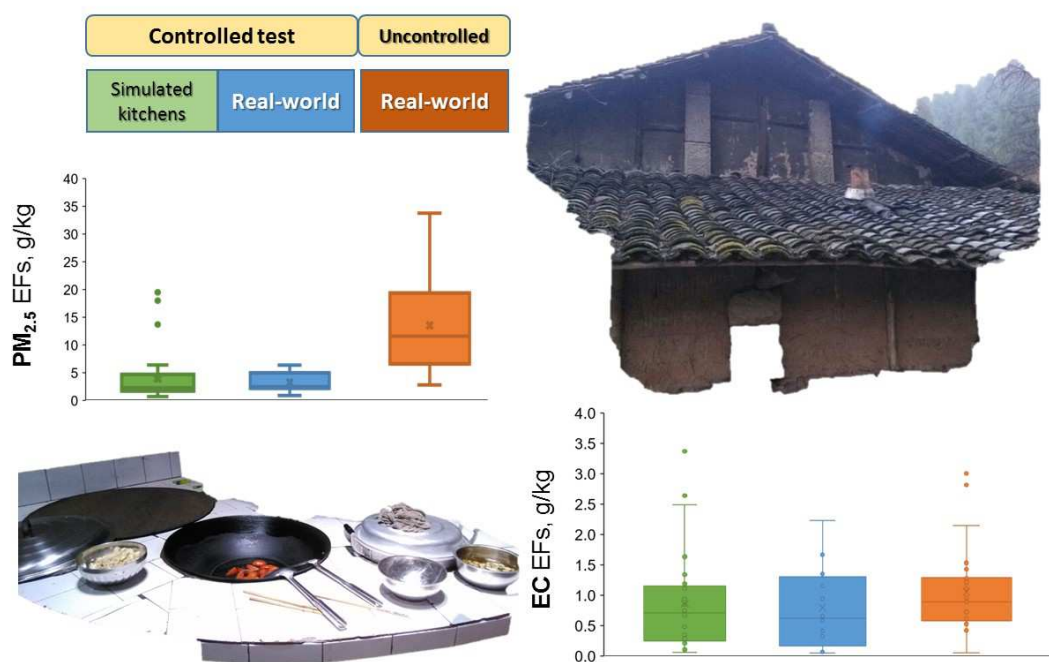 Controlled test
Uncontrolled
Simulated
kitchens
Real-world
Real-world
PM2.5 EFs, g/kg
40
35
30
25
20
15
10
5
0
EC EFs, g/kg
4.0
3.5
3.0
2.5
2.0
1.5
1.0
0.5
0.0